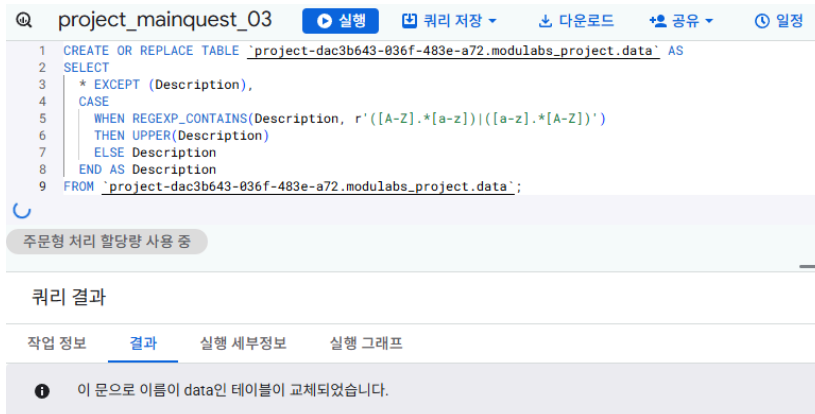 project_mainquest_03 실행 쿼리 저장 다운로드 공유 일정
1 CREATE OR REPLACE TABLE `project-dac3b643-036f-483e-a72.modulabs_project.data` AS
2 SELECT
3 * EXCEPT (Description),
4 CASE
5 WHEN REGEXP_CONTAINS(Description, r'([A-Z].*[a-z])|([a-z].*[A-Z])')
6 THEN UPPER(Description)
7 ELSE Description
8 END AS Description
9 FROM `project-dac3b643-036f-483e-a72.modulabs_project.data`;
주문형 처리 할당량 사용 중
쿼리 결과
작업 정보 결과 실행 세부정보 실행 그래프
이 문으로 이름이 data인 테이블이 교체되었습니다.